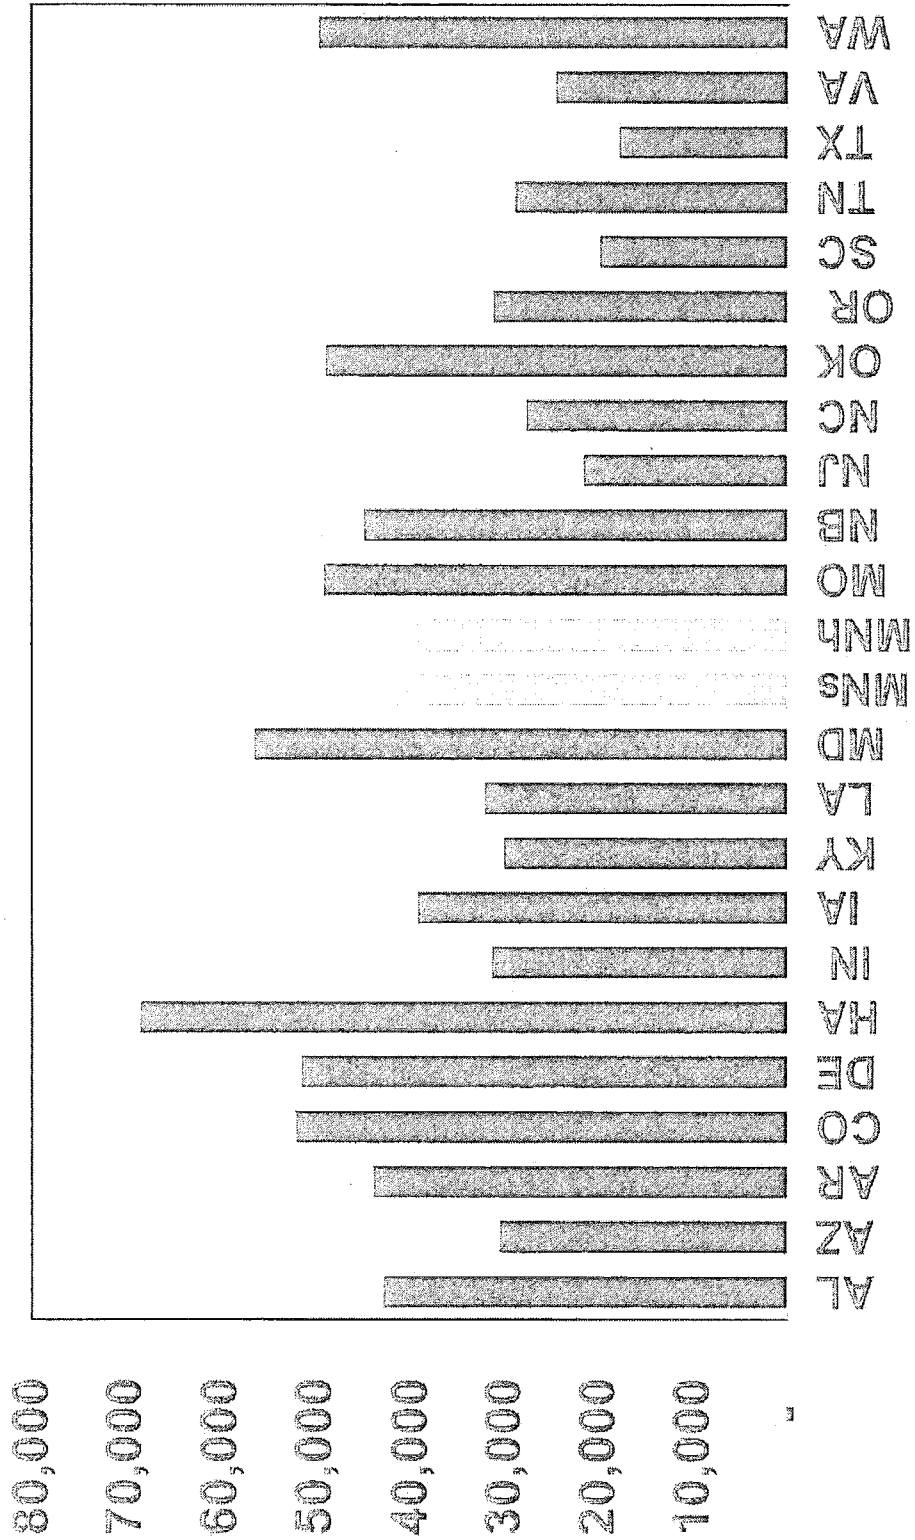 80,000
70,000
60,000
50,000
40,000
30,000
20,000
10,000
-
AL
AZ
AR
CO
DE
HA
IN
IA
KY
LA
MD
MNs
MNh
MO
NB
NJ
NC
OK
OR
SC
TN
TX
VA
WA